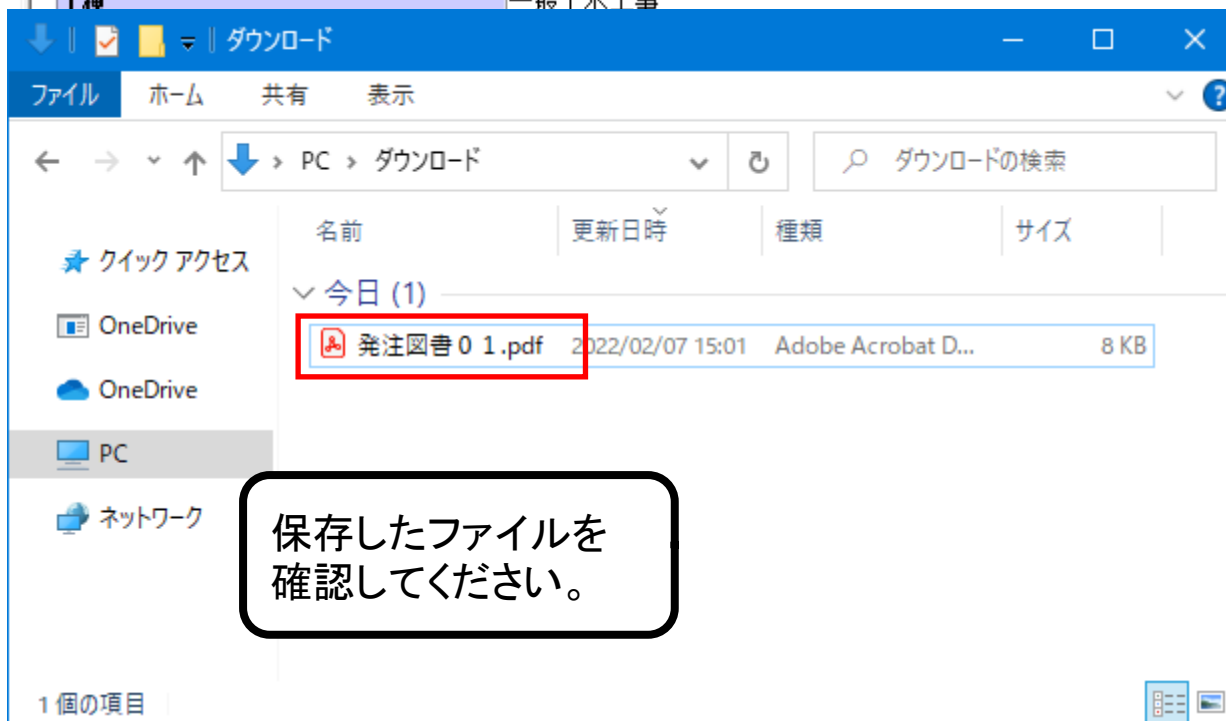 ダウンロード
ファイル ホーム 共有 表示
PC › ダウンロード ダウンロードの検索
名前 更新日時 種類 サイズ
クイック アクセス
今日 (1)
OneDrive
発注図書０１.pdf 2022/02/07 15:01 Adobe Acrobat D... 8 KB
OneDrive
PC
ネットワーク
保存したファイルを
確認してください。
1 個の項目